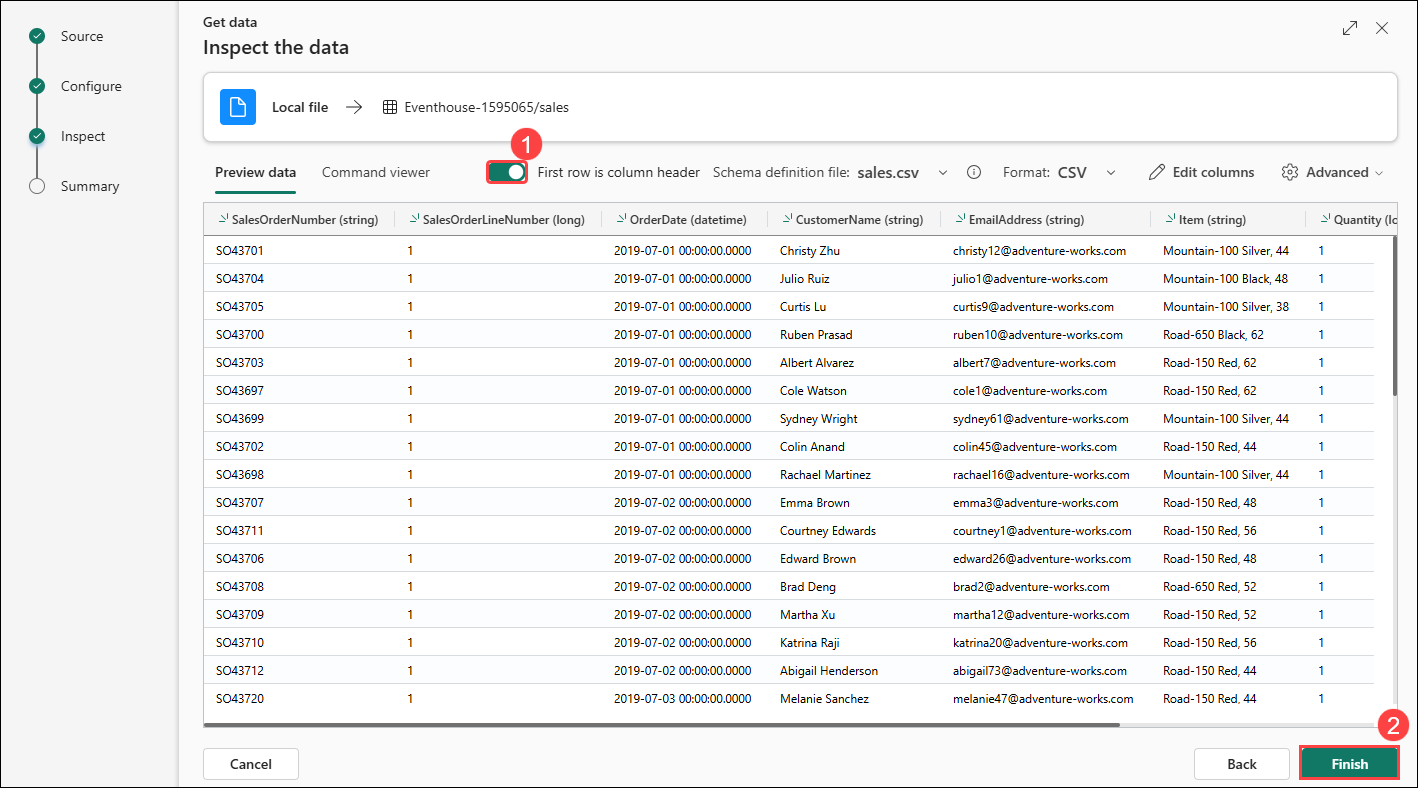 Source
Configure
Inspect
Summary
Get data
Inspect the data
Local file Eventhouse-1595065/sales
1
Preview data Command viewer First row is column header Schema definition file: sales.csv Format: CSV Edit columns Advanced
SalesOrderNumber (string) SalesOrderLineNumber (long) OrderDate (datetime) CustomerName (string) EmailAddress (string) Item (string) Quantity (lo
SO43701 1 2019-07-01 00:00:00.0000 Christy Zhu christy12@adventure-works.com Mountain-100 Silver, 44 1
SO43704 1 2019-07-01 00:00:00.0000 Julio Ruiz julio1@adventure-works.com Mountain-100 Black, 48 1
SO43705 1 2019-07-01 00:00:00.0000 Curtis Lu curtis9@adventure-works.com Mountain-100 Silver, 38 1
SO43700 1 2019-07-01 00:00:00.0000 Ruben Prasad ruben10@adventure-works.com Road-650 Black, 62 1
SO43703 1 2019-07-01 00:00:00.0000 Albert Alvarez albert7@adventure-works.com Road-150 Red, 62 1
SO43697 1 2019-07-01 00:00:00.0000 Cole Watson cole1@adventure-works.com Road-150 Red, 62 1
SO43699 1 2019-07-01 00:00:00.0000 Sydney Wright sydney61@adventure-works.com Mountain-100 Silver, 44 1
SO43702 1 2019-07-01 00:00:00.0000 Colin Anand colin45@adventure-works.com Road-150 Red, 44 1
SO43698 1 2019-07-01 00:00:00.0000 Rachael Martinez rachael16@adventure-works.com Mountain-100 Silver, 44 1
SO43707 1 2019-07-02 00:00:00.0000 Emma Brown emma3@adventure-works.com Road-150 Red, 48 1
SO43711 1 2019-07-02 00:00:00.0000 Courtney Edwards courtney1@adventure-works.com Road-150 Red, 56 1
SO43706 1 2019-07-02 00:00:00.0000 Edward Brown edward26@adventure-works.com Road-150 Red, 48 1
SO43708 1 2019-07-02 00:00:00.0000 Brad Deng brad2@adventure-works.com Road-650 Red, 52 1
SO43709 1 2019-07-02 00:00:00.0000 Martha Xu martha12@adventure-works.com Road-150 Red, 52 1
SO43710 1 2019-07-02 00:00:00.0000 Katrina Raji katrina20@adventure-works.com Road-150 Red, 56 1
SO43712 1 2019-07-02 00:00:00.0000 Abigail Henderson abigail73@adventure-works.com Road-150 Red, 44 1
SO43720 1 2019-07-03 00:00:00.0000 Melanie Sanchez melanie47@adventure-works.com Road-150 Red, 44 1
2
Cancel Back Finish